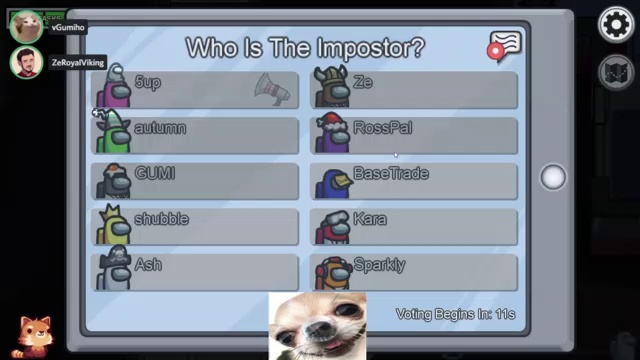 vGumiho
ZeRoyalViking
Who Is The Impostor?
5up
Ze
autumn
RossPal
GUMI
BaseTrade
shubble
Kara
Ash
Sparkly
Voting Begins In: 11s